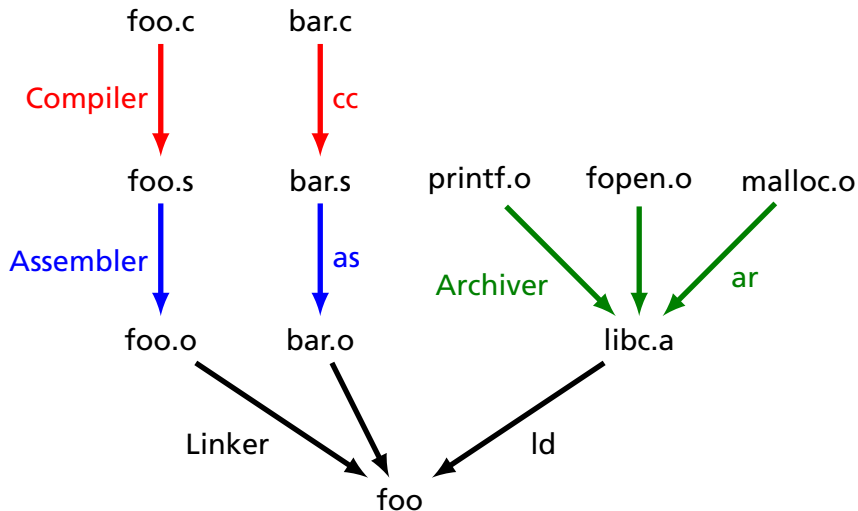 foo.c bar.c
Compiler cc
foo.s bar.s printf.o fopen.o malloc.o
Assembler as Archiver ar
foo.o bar.o libc.a
Linker ld
foo